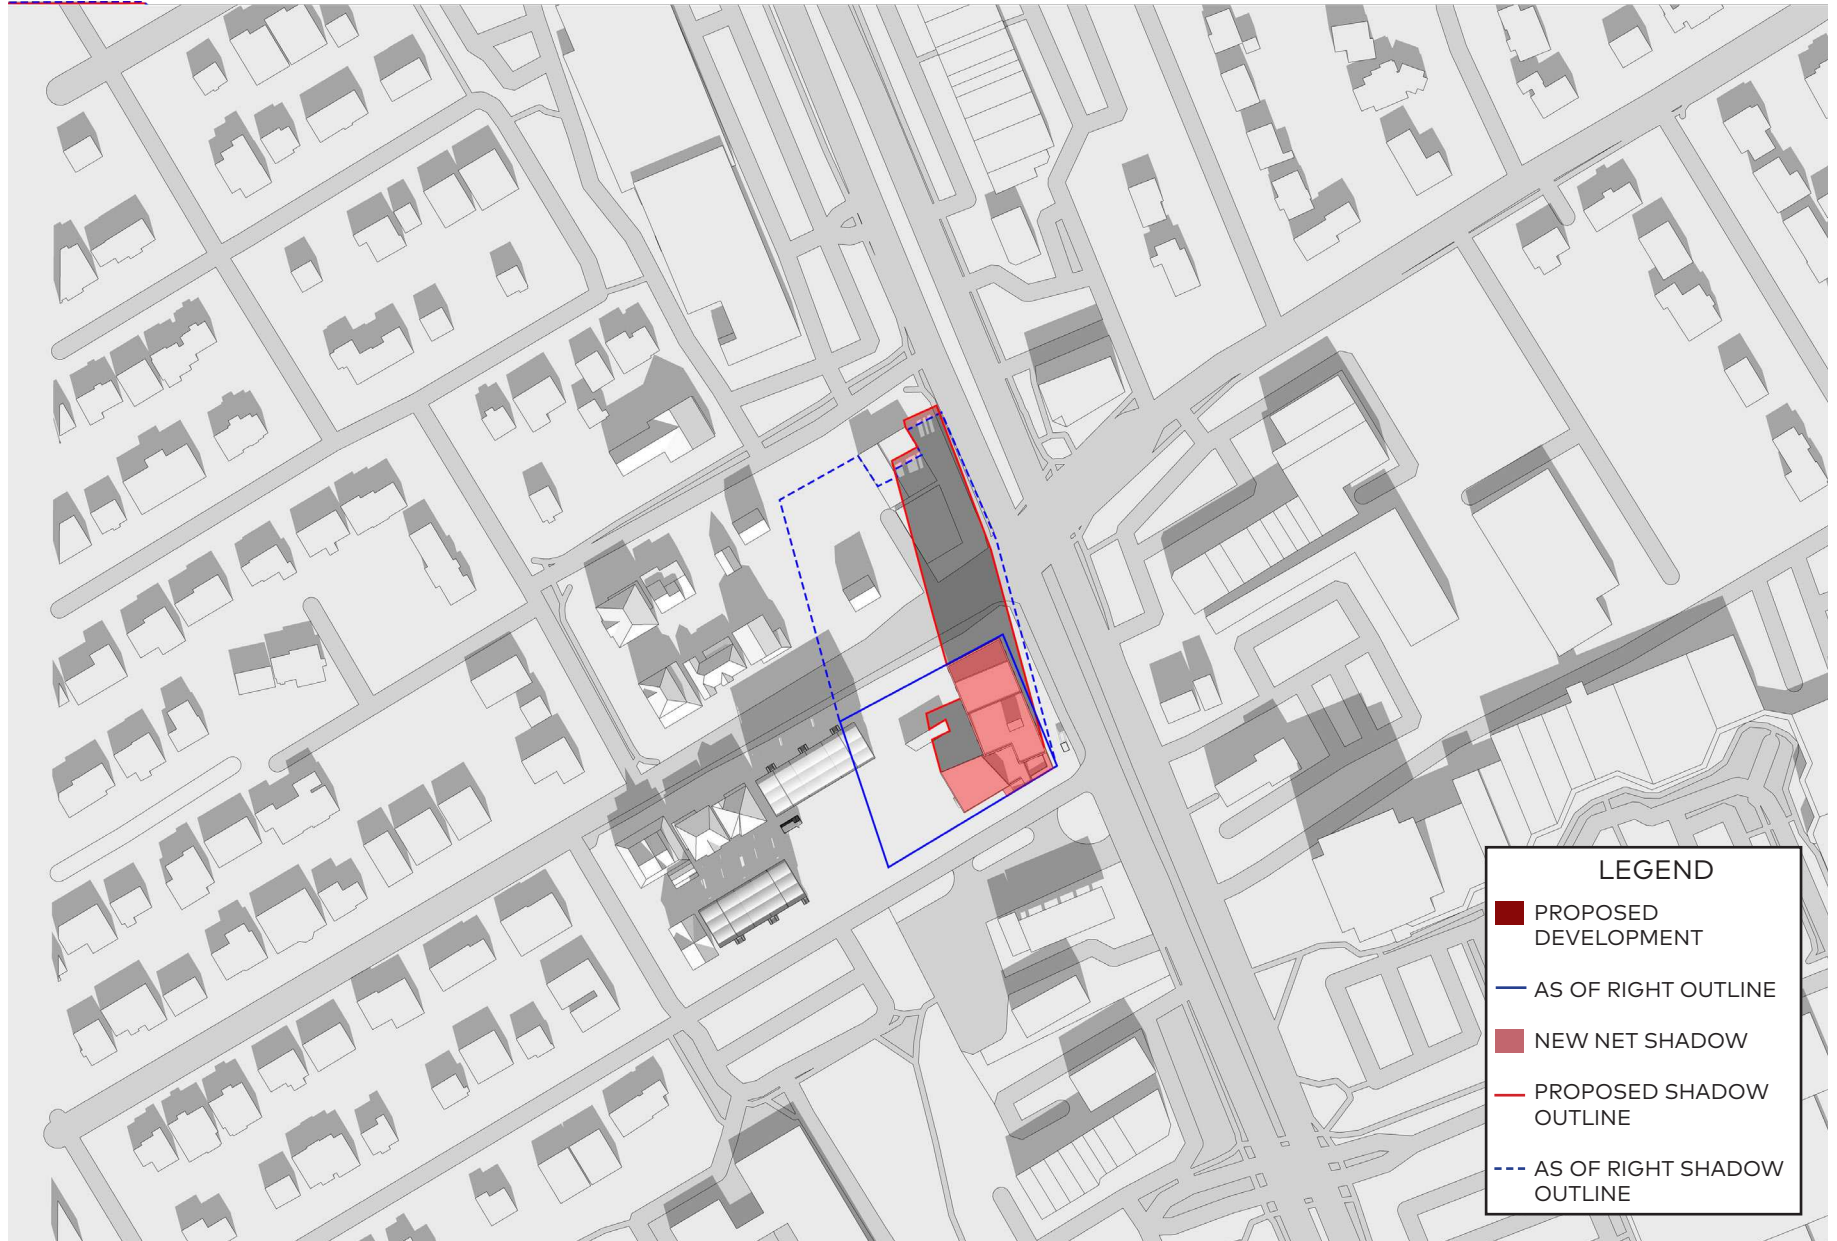 LEGEND
PROPOSED
DEVELOPMENT
AS OF RIGHT OUTLINE
NEW NET SHADOW
PROPOSED SHADOW
OUTLINE
AS OF RIGHT SHADOW
OUTLINE